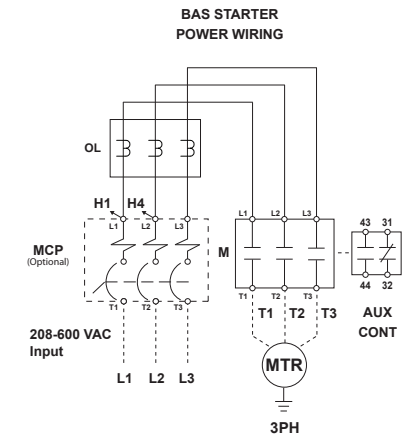 BAS STARTER
POWER WIRING
OL
H1 H4
L1 L2 L3
MCP
(Optional)
T1 T2 T3
208-600 VAC
Input
L1 L2 L3
L1 L2 L3
M
T1 T2 T3
T1 T2 T3
43 31
44 32
AUX
CONT
MTR
3PH